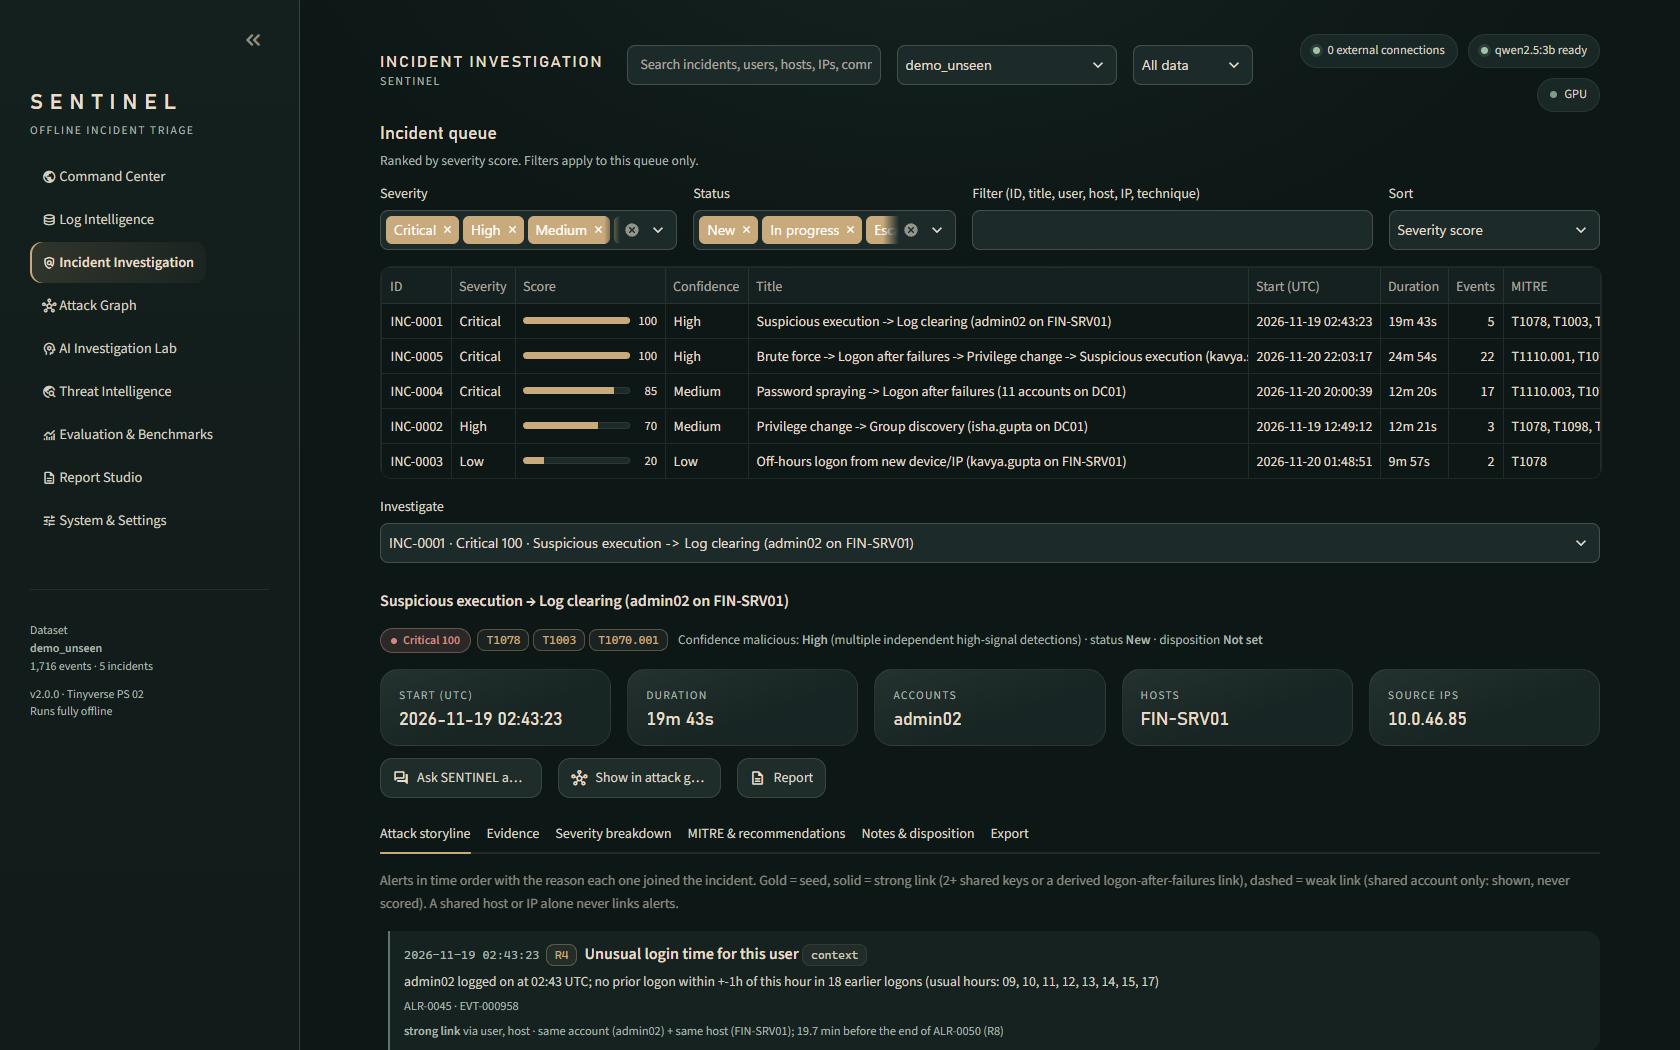 SENTINEL
OFFLINE INCIDENT TRIAGE
Command Center
Log Intelligence
Incident Investigation
Attack Graph
AI Investigation Lab
Threat Intelligence
Evaluation & Benchmarks
Report Studio
System & Settings
Dataset
demo_unseen
1,716 events · 5 incidents
v2.0.0 · Tinyverse PS 02
Runs fully offline
INCIDENT INVESTIGATION
SENTINEL
Search incidents, users, hosts, IPs, comr
demo_unseen
All data
0 external connections
qwen2.5:3b ready
GPU
Incident queue
Ranked by severity score. Filters apply to this queue only.
Severity
Status
Filter (ID, title, user, host, IP, technique)
Sort
Critical × High × Medium ×
New × In progress × Esc
Severity score
ID Severity Score Confidence Title Start (UTC) Duration Events MITRE
INC-0001 Critical 100 High Suspicious execution -> Log clearing (admin02 on FIN-SRV01) 2026-11-19 02:43:23 19m 43s 5 T1078, T1003, T
INC-0005 Critical 100 High Brute force -> Logon after failures -> Privilege change -> Suspicious execution (kavya.: 2026-11-20 22:03:17 24m 54s 22 T1110.001, T10
INC-0004 Critical 85 Medium Password spraying -> Logon after failures (11 accounts on DC01) 2026-11-20 20:00:39 12m 20s 17 T1110.003, T10
INC-0002 High 70 Medium Privilege change -> Group discovery (isha.gupta on DC01) 2026-11-19 12:49:12 12m 21s 3 T1078, T1098, T
INC-0003 Low 20 Low Off-hours logon from new device/IP (kavya.gupta on FIN-SRV01) 2026-11-20 01:48:51 9m 57s 2 T1078
Investigate
INC-0001 · Critical 100 · Suspicious execution -> Log clearing (admin02 on FIN-SRV01)
Suspicious execution → Log clearing (admin02 on FIN-SRV01)
Critical 100 T1078 T1003 T1070.001 Confidence malicious: High (multiple independent high-signal detections) · status New · disposition Not set
START (UTC)
2026-11-19 02:43:23
DURATION
19m 43s
ACCOUNTS
admin02
HOSTS
FIN-SRV01
SOURCE IPS
10.0.46.85
Ask SENTINEL a...
Show in attack g...
Report
Attack storyline Evidence Severity breakdown MITRE & recommendations Notes & disposition Export
Alerts in time order with the reason each one joined the incident. Gold = seed, solid = strong link (2+ shared keys or a derived logon-after-failures link), dashed = weak link (shared account only: shown, never
scored). A shared host or IP alone never links alerts.
2026-11-19 02:43:23 R4 Unusual login time for this user context
admin02 logged on at 02:43 UTC; no prior logon within +-1h of this hour in 18 earlier logons (usual hours: 09, 10, 11, 12, 13, 14, 15, 17)
ALR-0045 · EVT-000958
strong link via user, host · same account (admin02) + same host (FIN-SRV01); 19.7 min before the end of ALR-0050 (R8)